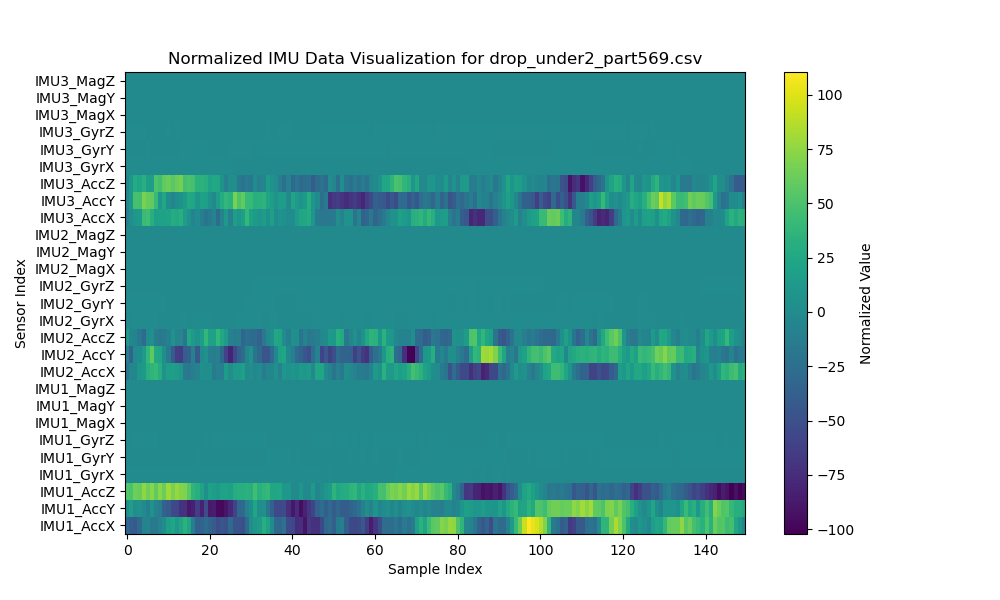 Normalized IMU Data Visualization for drop_under2_part569.csv
IMU3_MagZ
IMU3_MagY
IMU3_MagX
IMU3_GyrZ
IMU3_GyrY
IMU3_GyrX
IMU3_AccZ
IMU3_AccY
IMU3_AccX
IMU2_MagZ
IMU2_MagY
IMU2_MagX
IMU2_GyrZ
IMU2_GyrY
IMU2_GyrX
IMU2_AccZ
IMU2_AccY
IMU2_AccX
IMU1_MagZ
IMU1_MagY
IMU1_MagX
IMU1_GyrZ
IMU1_GyrY
IMU1_GyrX
IMU1_AccZ
IMU1_AccY
IMU1_AccX
Sensor Index
0 20 40 60 80 100 120 140
Sample Index
100
75
50
25
0
−25
−50
−75
−100
Normalized Value